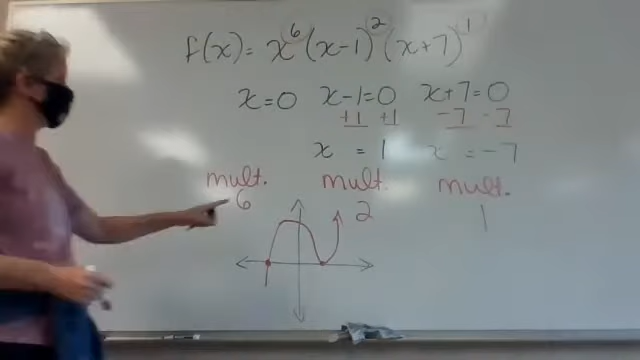 f(x) = x^6 (x-1)^2 (x+7)^1
x=0 x-1=0 x+7=0
+1 +1 -7 -7
x = 1 x = -7
mult. mult. mult.
6 2 1